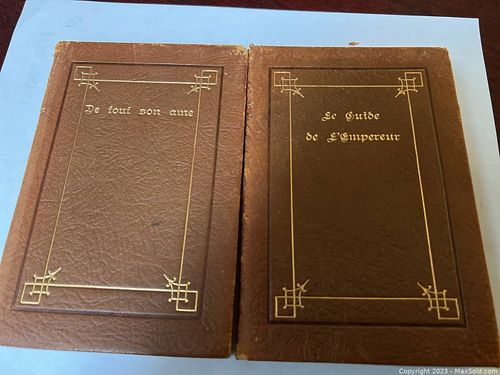 De tout son ame
Le Guide
de L'Empereur
Copyright 2023 - MaxSold.com